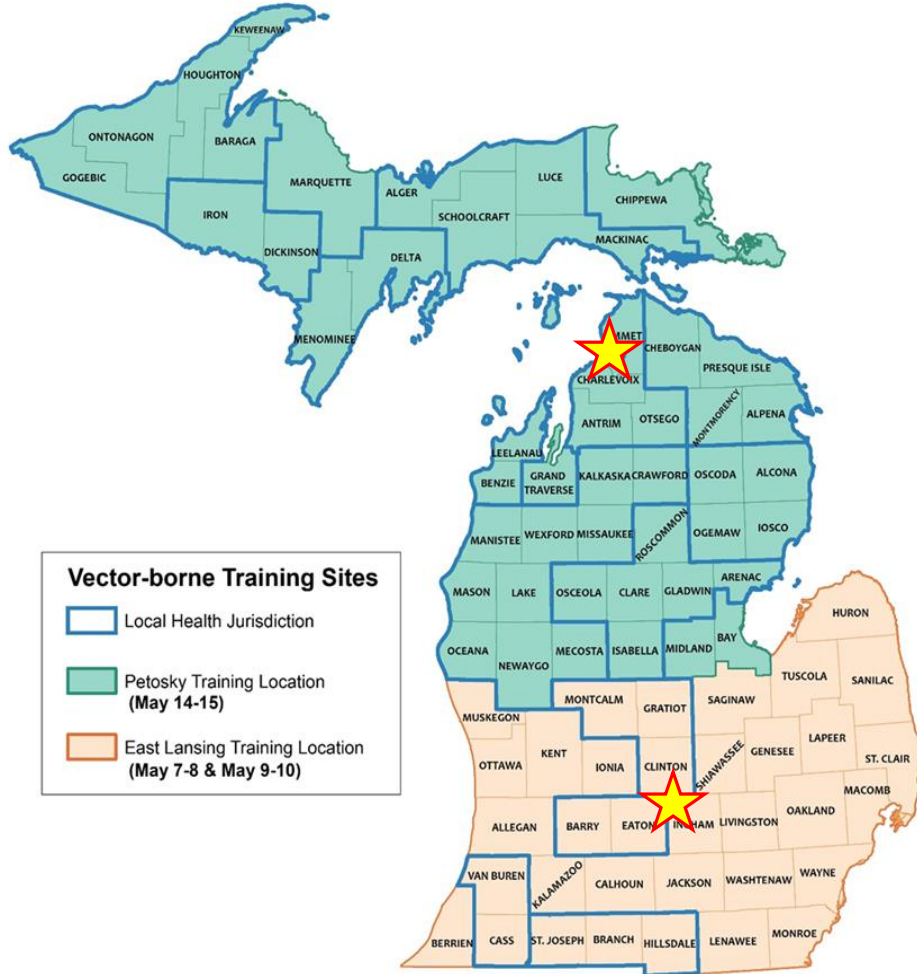 KEWEENAW
HOUGHTON
ONTONAGON
BARAGA
GOGEBIC
MARQUETTE
ALGER
LUCE
CHIPPEWA
SCHOOLCRAFT
IRON
MACKINAC
DICKINSON
DELTA
MENOMINEE
MMET
CHEBOYGAN
PRESQUE ISLE
CHARLEVOIX
ANTRIM
OTSEGO
MONTMORENCY
ALPENA
LEELANAU
BENZIE
GRAND
TRAVERSE
KALKASKA
CRAWFORD
OSCODA
ALCONA
MANISTEE
WEXFORD
MISSAUKEE
ROSCOMMON
OGEMAW
IOSCO
ARENAC
MASON
LAKE
OSCEOLA
CLARE
GLADWIN
HURON
OCEANA
NEWAYGO
MECOSTA
ISABELLA
MIDLAND
BAY
TUSCOLA
SANILAC
MUSKEGON
MONTCALM
GRATIOT
SAGINAW
OTTAWA
KENT
IONIA
CLINTON
SHIAWASSEE
GENESEE
LAPEER
ST. CLAIR
MACOMB
ALLEGAN
BARRY
EATON
INGHAM
LIVINGSTON
OAKLAND
VAN BUREN
KALAMAZOO
CALHOUN
JACKSON
WASHTENAW
WAYNE
BERRIEN
CASS
ST. JOSEPH
BRANCH
HILLSDALE
LENAWEE
MONROE
Vector-borne Training Sites
Local Health Jurisdiction
Petosky Training Location
(May 14-15)
East Lansing Training Location
(May 7-8 & May 9-10)